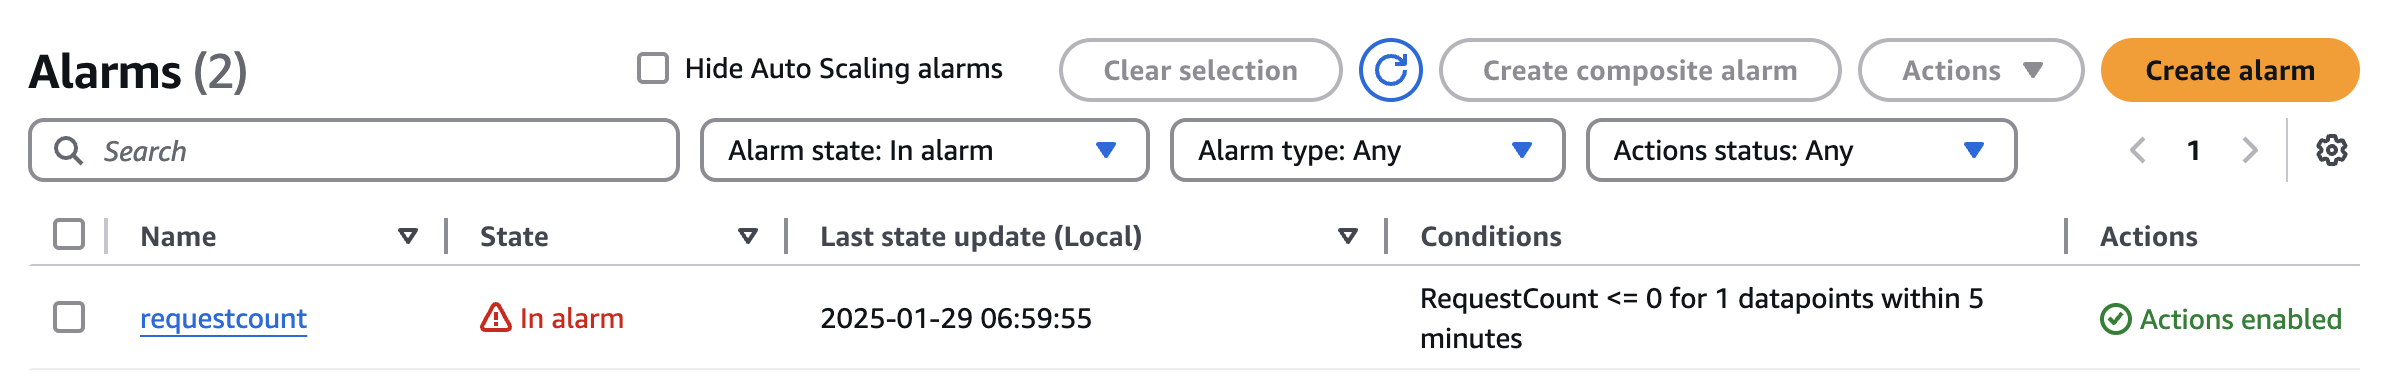 Alarms (2)
Hide Auto Scaling alarms
Clear selection
Create composite alarm
Actions
Create alarm
Search
Alarm state: In alarm
Alarm type: Any
Actions status: Any
1
Name
State
Last state update (Local)
Conditions
Actions
requestcount
In alarm
2025-01-29 06:59:55
RequestCount <= 0 for 1 datapoints within 5
minutes
Actions enabled